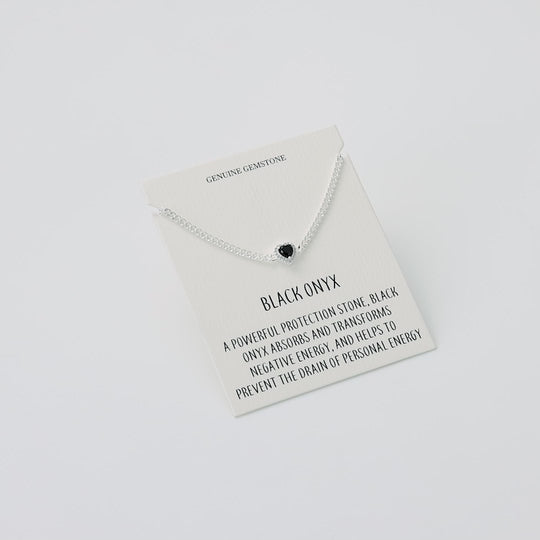 GENUINE GEMSTONE
BLACK ONYX
A POWERFUL PROTECTION STONE, BLACK
ONYX ABSORBS AND TRANSFORMS
NEGATIVE ENERGY, AND HELPS TO
PREVENT THE DRAIN OF PERSONAL ENERGY